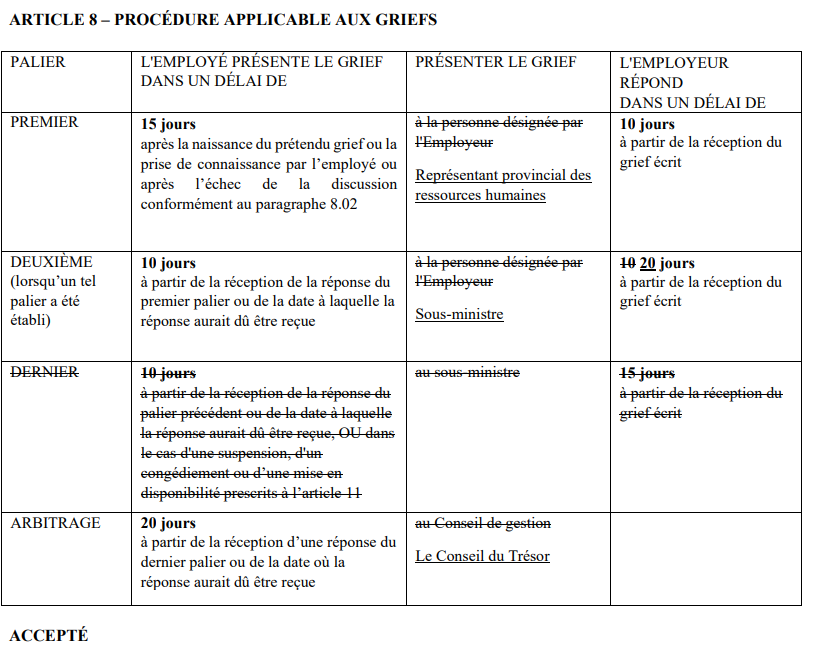 ARTICLE 8 – PROCÉDURE APPLICABLE AUX GRIEFS
PALIER
L'EMPLOYÉ PRÉSENTE LE GRIEF
DANS UN DÉLAI DE
PRÉSENTER LE GRIEF
L'EMPLOYEUR
RÉPOND
DANS UN DÉLAI DE
PREMIER
15 jours
après la naissance du prétendu grief ou la
prise de connaissance par l’employé ou
après l’échec de la discussion
conformément au paragraphe 8.02
à la personne désignée par
l'Employeur
Représentant provincial des
ressources humaines
10 jours
à partir de la réception du
grief écrit
DEUXIÈME
(lorsqu’un tel
palier a été
établi)
10 jours
à partir de la réception de la réponse du
premier palier ou de la date à laquelle la
réponse aurait dû être reçue
à la personne désignée par
l'Employeur
Sous-ministre
10 20 jours
à partir de la réception du
grief écrit
DERNIER
10 jours
à partir de la réception de la réponse du
palier précédent ou de la date à laquelle
la réponse aurait dû être reçue, OU dans
le cas d'une suspension, d'un
congédiement ou d’une mise en
disponibilité prescrits à l’article 11
au sous-ministre
15 jours
à partir de la réception du
grief écrit
ARBITRAGE
20 jours
à partir de la réception d’une réponse du
dernier palier ou de la date où la
réponse aurait dû être reçue
au Conseil de gestion
Le Conseil du Trésor
ACCEPTÉ